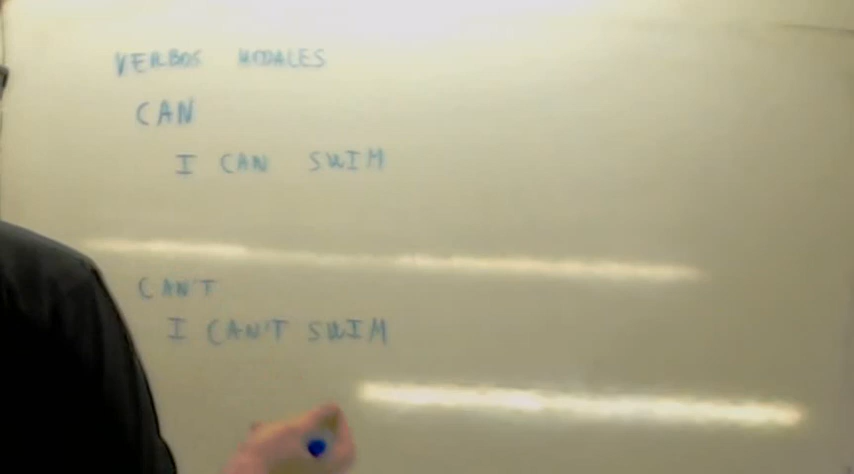 VERBOS MODALES
CAN
I CAN SWIM
CAN'T
I CAN'T SWIM